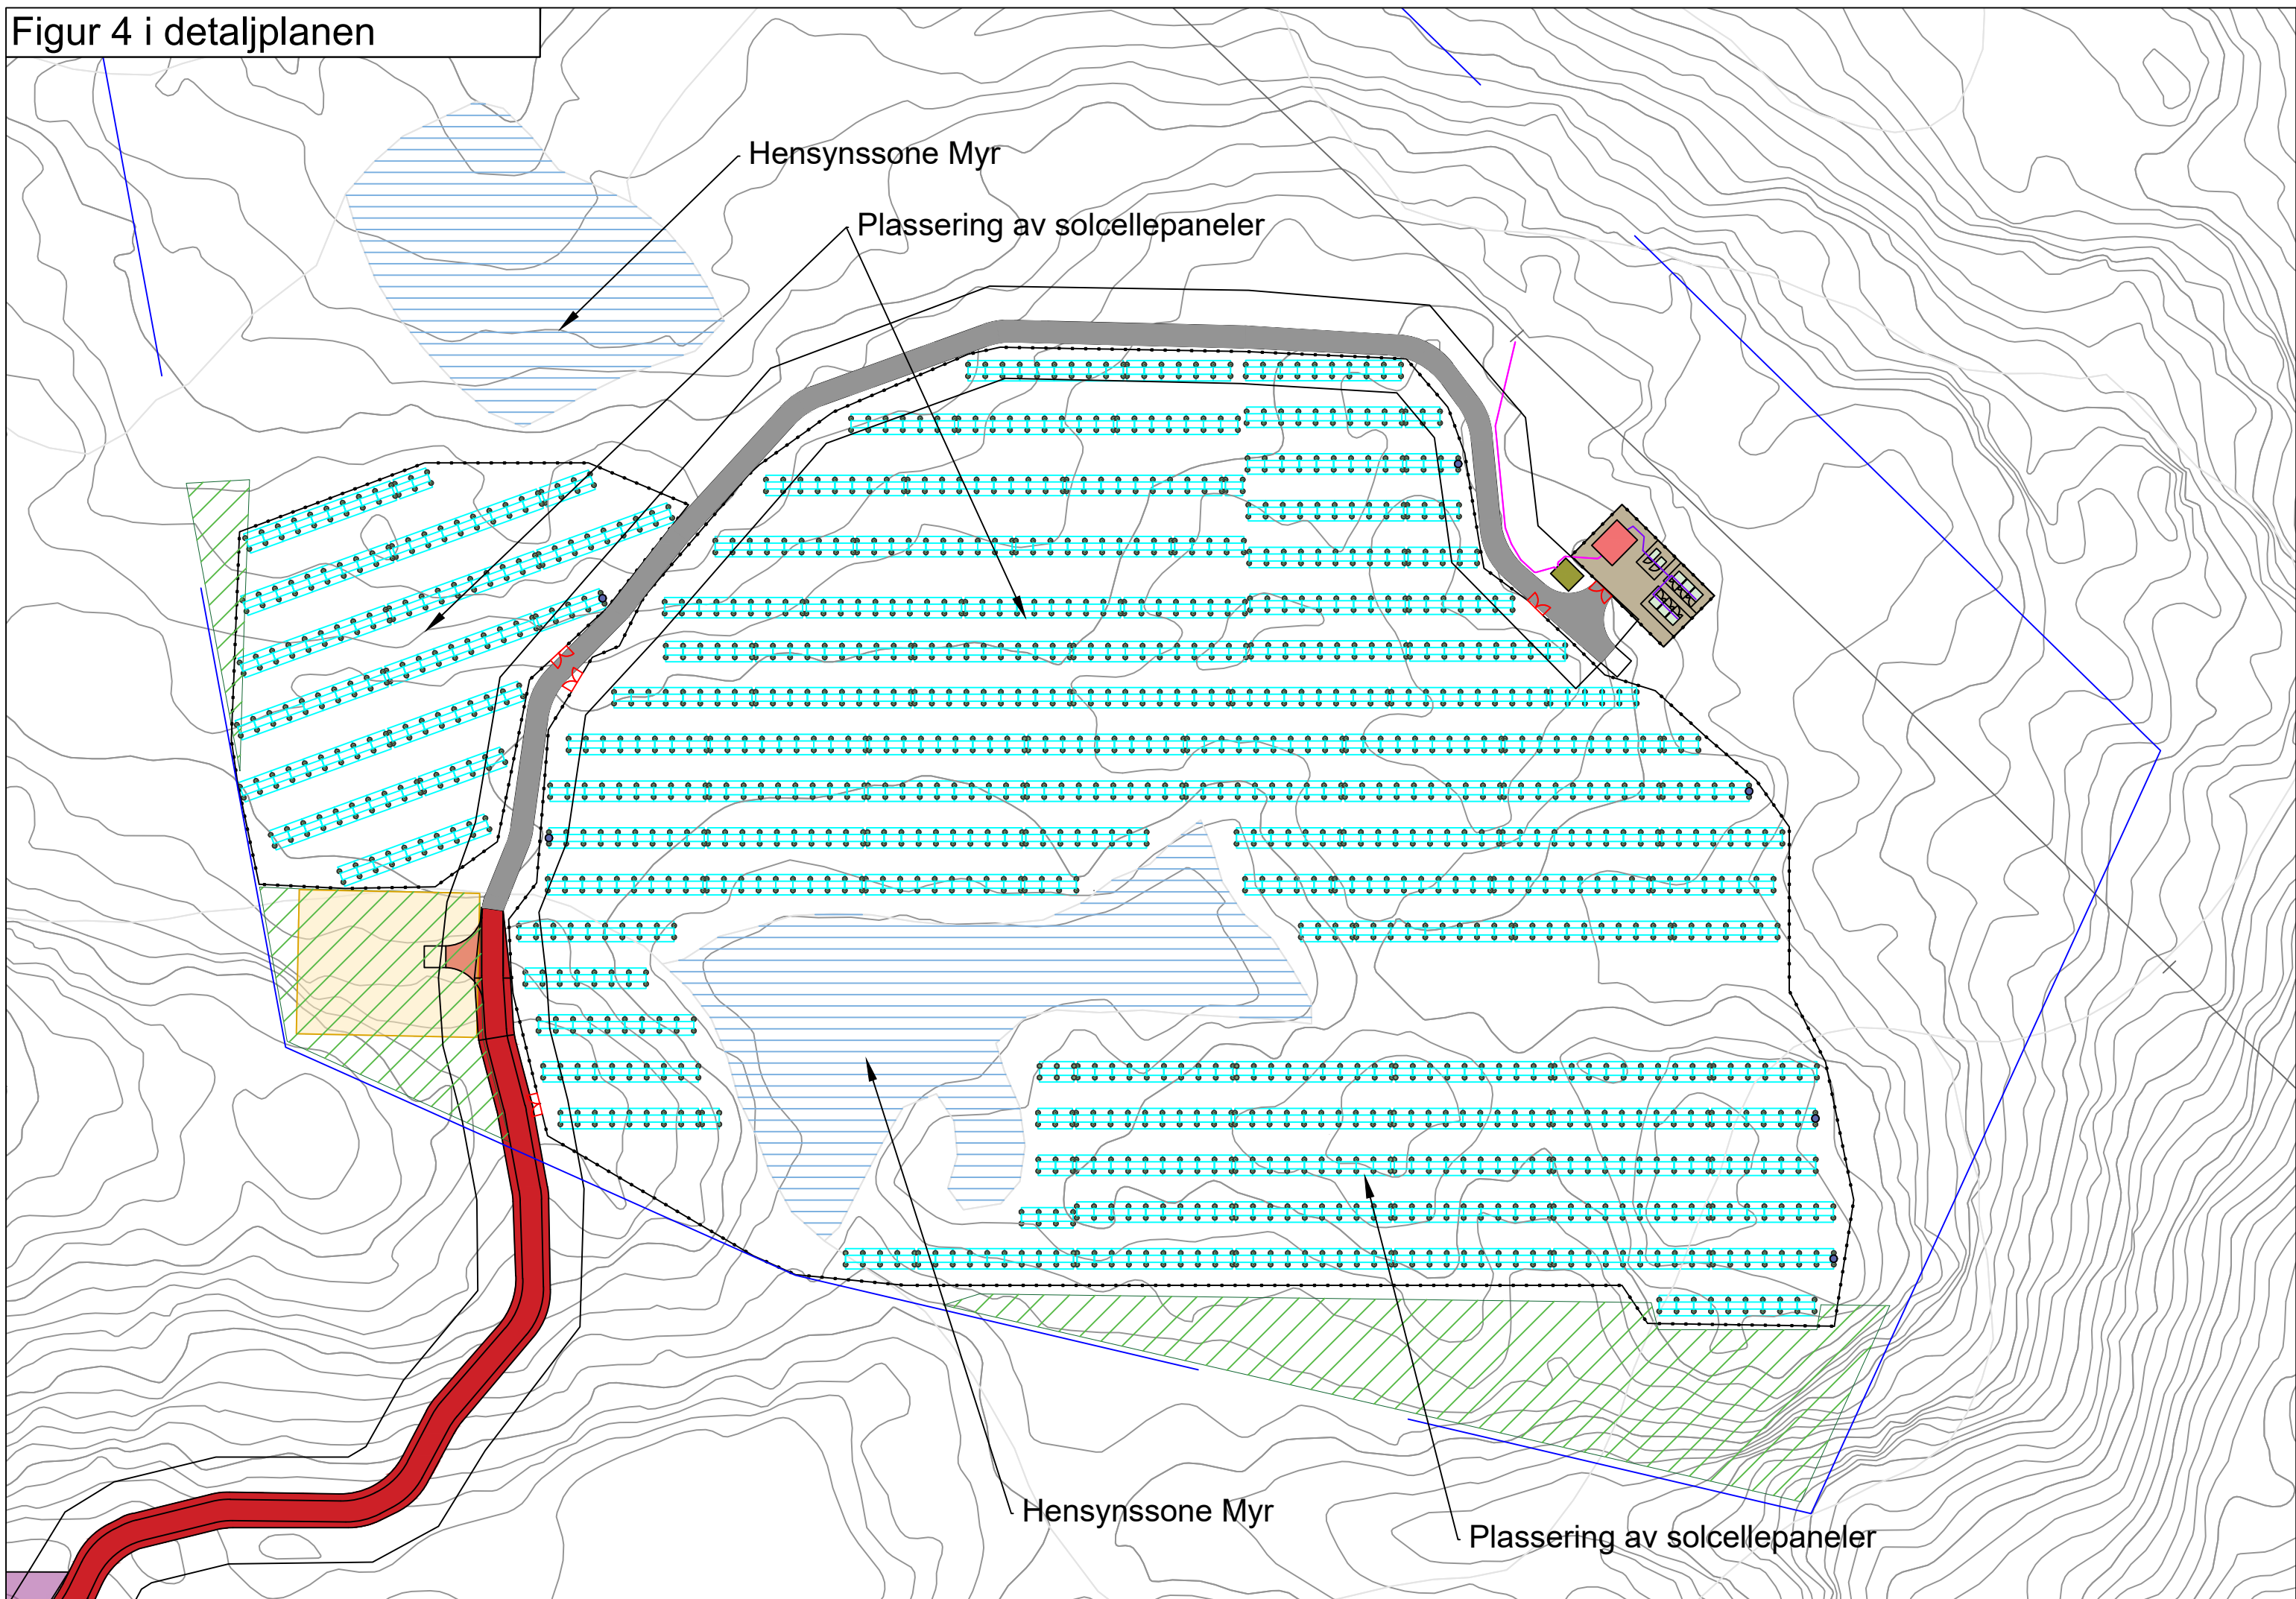 Figur 4 i detaljplanen
Hensynssone Myr
Plassering av solcellepaneler
Hensynssone Myr
Plassering av solcellepaneler